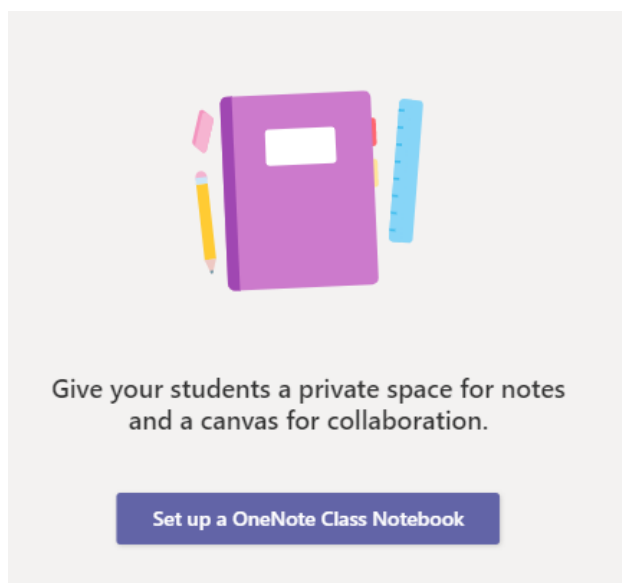 Give your students a private space for notes
and a canvas for collaboration.
Set up a OneNote Class Notebook